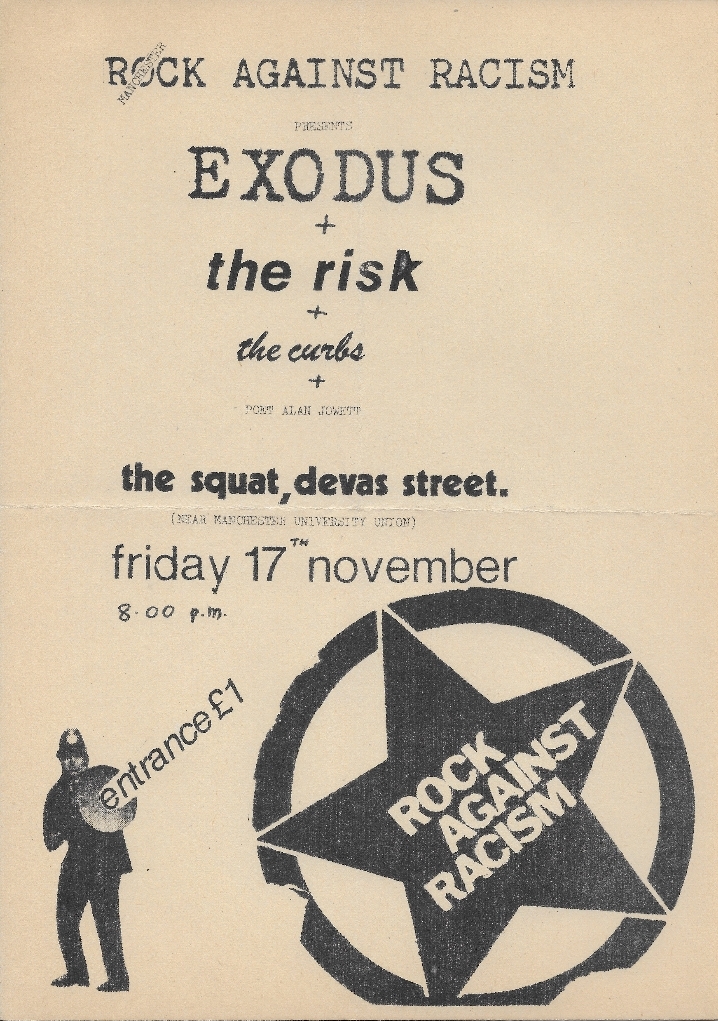 MANCHESTER
ROCK AGAINST RACISM
PRESENTS
EXODUS
+
the risk
+
the curbs
+
POET ALAN JOWETT
the squat, devas street.
(NEAR MANCHESTER UNIVERSITY UNION)
friday 17TH november
8.00 p.m.
entrance £1
ROCK
AGAINST
RACISM